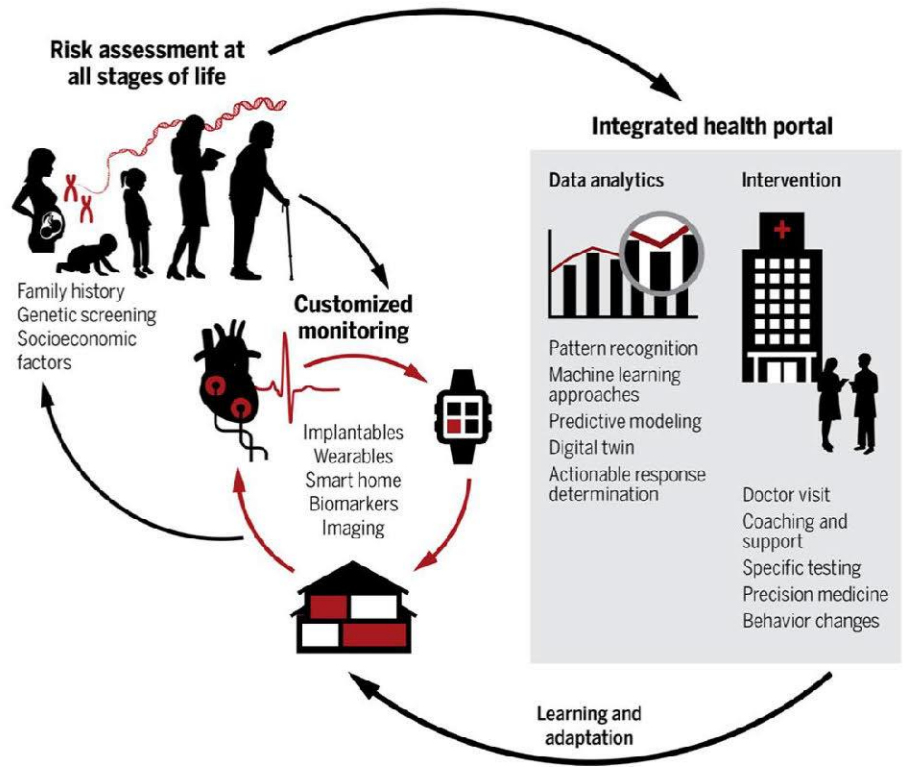 Risk assessment at
all stages of life
Family history
Genetic screening
Socioeconomic
factors
Customized
monitoring
Implantables
Wearables
Smart home
Biomarkers
Imaging
Integrated health portal
Data analytics
Pattern recognition
Machine learning
approaches
Predictive modeling
Digital twin
Actionable response
determination
Intervention
Doctor visit
Coaching and
support
Specific testing
Precision medicine
Behavior changes
Learning and
adaptation